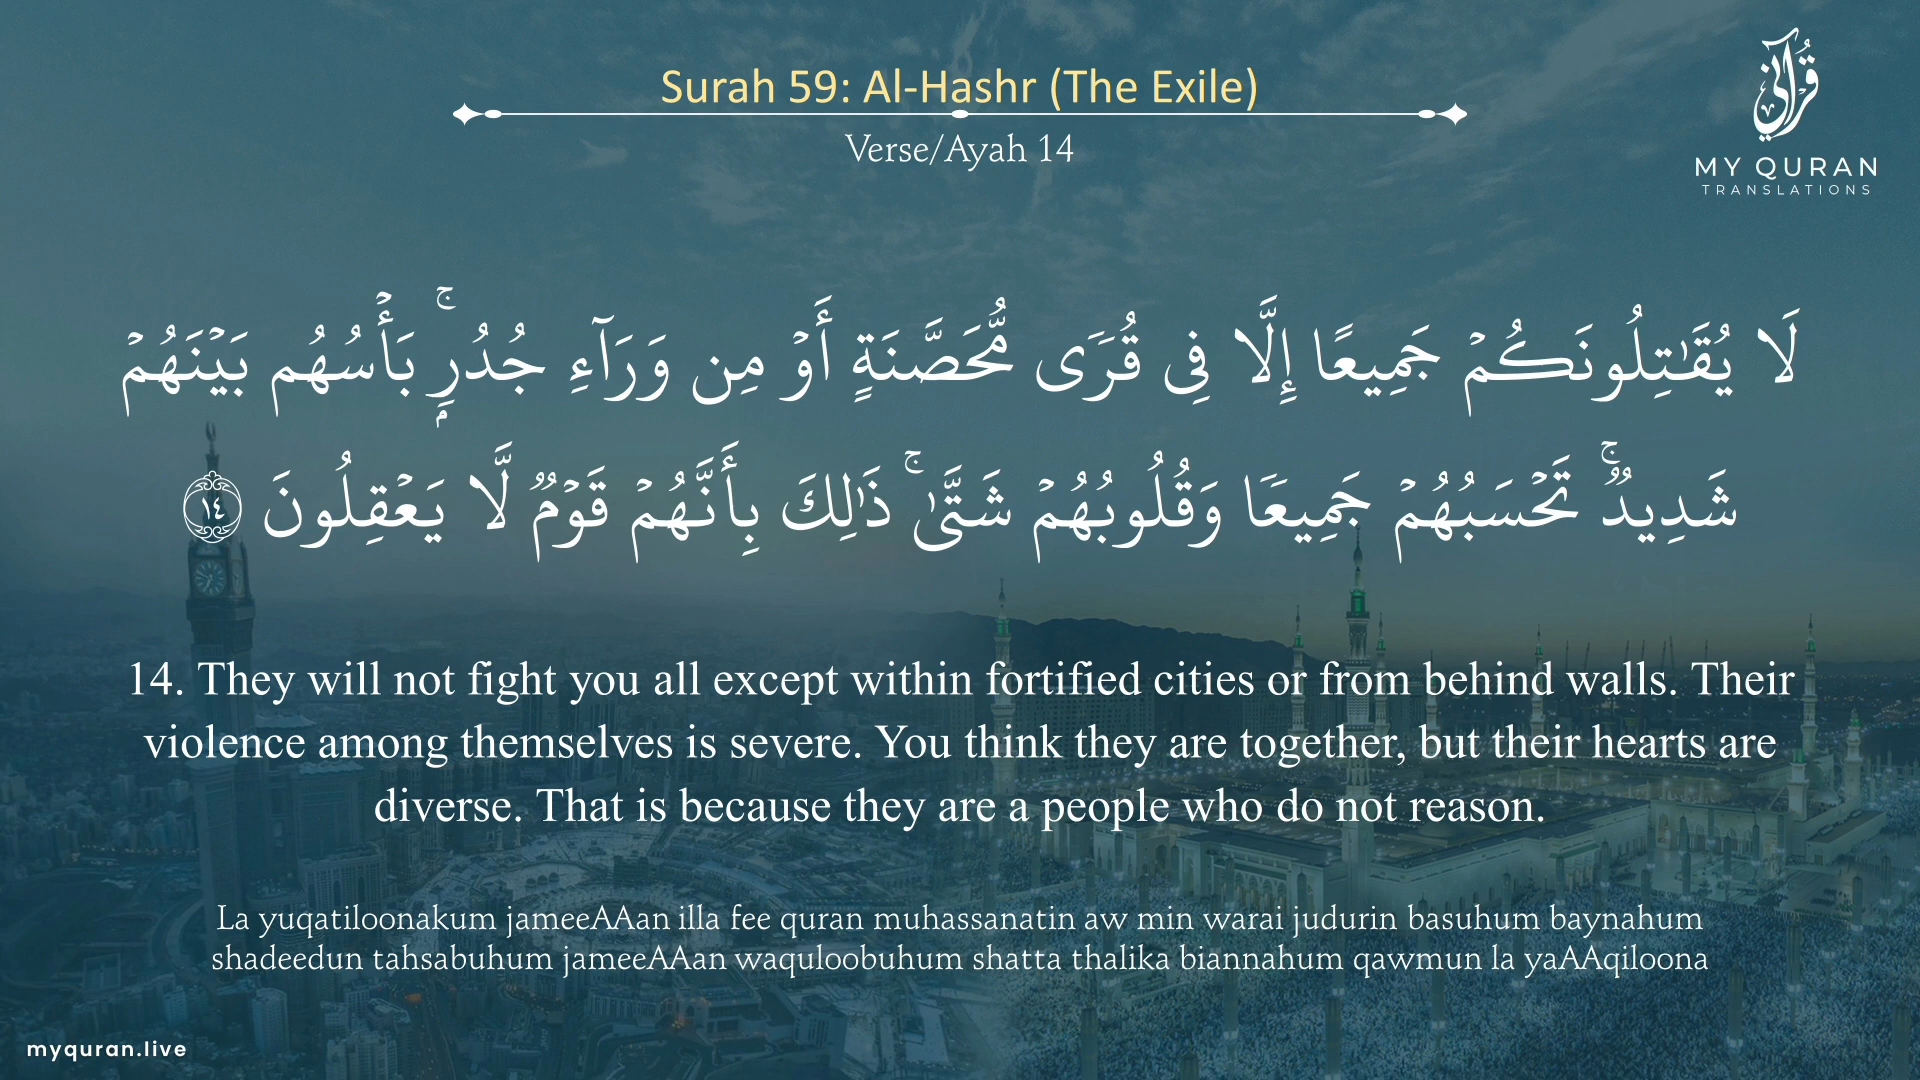 Surah 59: Al-Hashr (The Exile)
Verse/Ayah 14
قُرْآنِي
MY QURAN
TRANSLATIONS
لَا يُقَٰتِلُونَكُمۡ جَمِيعًا إِلَّا فِى قُرٗى مُّحَصَّنَةٍ أَوۡ مِن وَرَآءِ جُدُرِۭۚ بَأۡسُهُم بَيۡنَهُمۡ
شَدِيدٞۚ تَحۡسَبُهُمۡ جَمِيعٗا وَقُلُوبُهُمۡ شَتَّىٰۚ ذَٰلِكَ بِأَنَّهُمۡ قَوۡمٞ لَّا يَعۡقِلُونَ ١٤
14. They will not fight you all except within fortified cities or from behind walls. Their
violence among themselves is severe. You think they are together, but their hearts are
diverse. That is because they are a people who do not reason.
La yuqatiloonakum jameeAAan illa fee quran muhassanatin aw min warai judurin basuhum baynahum
shadeedun tahsabuhum jameeAAan waquloobuhum shatta thalika biannahum qawmun la yaAAqiloona
myquran.live